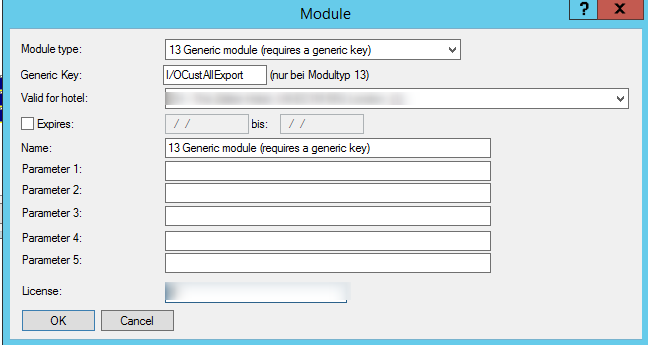 Module
? X
Module type: 13 Generic module (requires a generic key)
Generic Key: I/OCustAllExport (nur bei Modultyp 13)
Valid for hotel:
Expires: / / bis: / /
Name: 13 Generic module (requires a generic key)
Parameter 1:
Parameter 2:
Parameter 3:
Parameter 4:
Parameter 5:
License:
OK Cancel